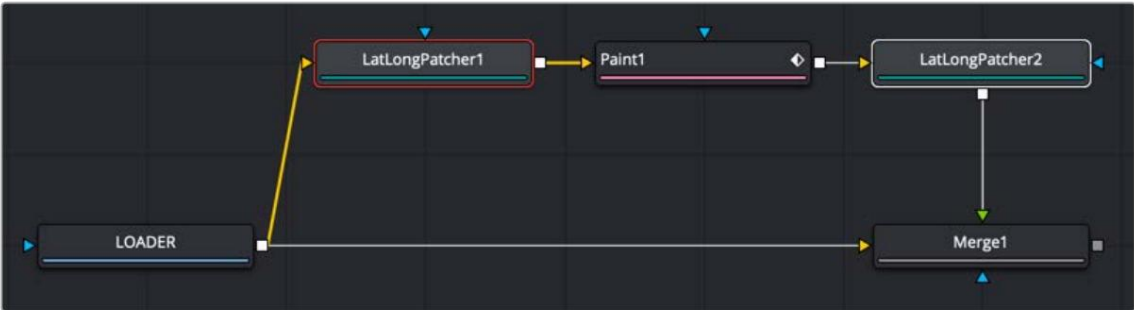 LatLongPatcher1
Paint1
LatLongPatcher2
LOADER
Merge1